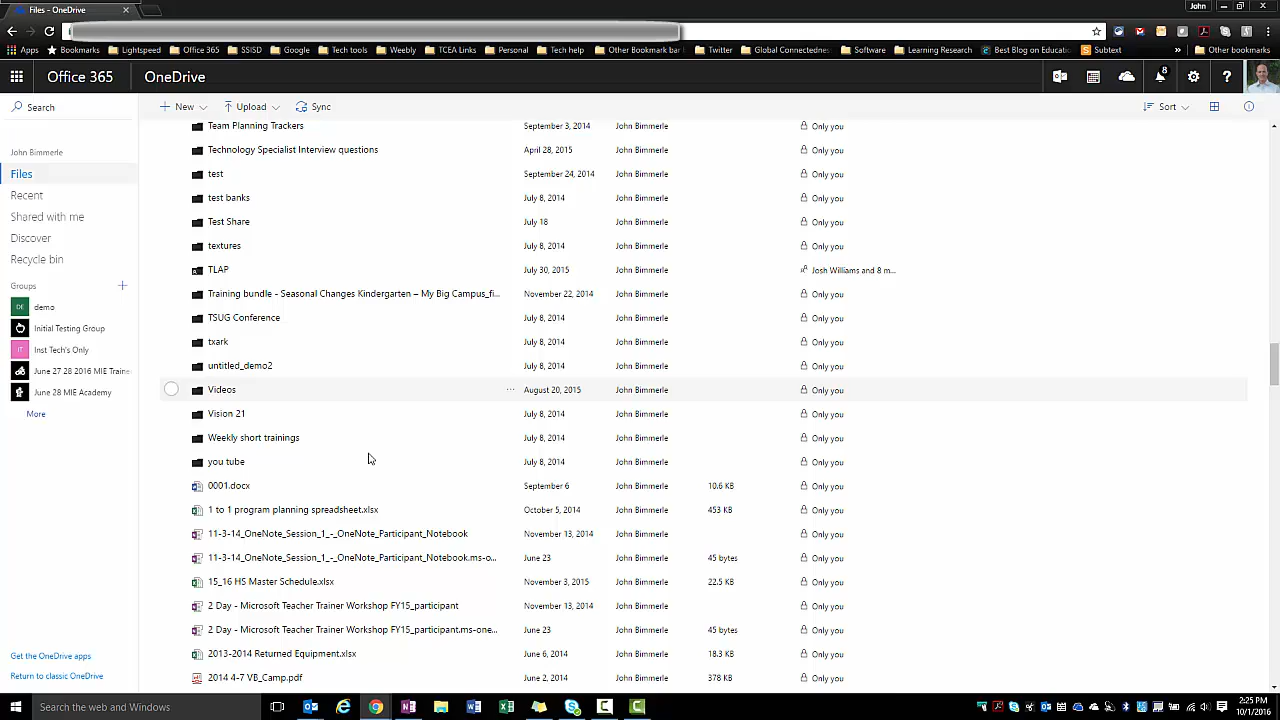 Files - OneDrive
John
Apps Bookmarks Lightspeed Office 365 SISD Google Tech tools Weebly TCEA Links Personal Tech help Other Bookmark bar Twitter Global Connectednes Software Learning Research Best Blog on Educati Subtext » Other bookmarks
Office 365 OneDrive 8 ?
Search New Upload Sync Sort
John Bimmerle
Files
Recent
Shared with me
Discover
Recycle bin
Groups +
DE demo
Initial Testing Group
IT Inst Tech's Only
June 27 28 2016 MIE Traine
June 28 MIE Academy
More
Get the OneDrive apps
Return to classic OneDrive
Team Planning Trackers September 3, 2014 John Bimmerle Only you
Technology Specialist Interview questions April 28, 2015 John Bimmerle Only you
test September 24, 2014 John Bimmerle Only you
test banks July 8, 2014 John Bimmerle Only you
Test Share July 18 John Bimmerle Only you
textures July 8, 2014 John Bimmerle Only you
TLAP July 30, 2015 John Bimmerle Josh Williams and 8 m...
Training bundle - Seasonal Changes Kindergarten – My Big Campus_fi... November 22, 2014 John Bimmerle Only you
TSUG Conference July 8, 2014 John Bimmerle Only you
txark July 8, 2014 John Bimmerle Only you
untitled_demo2 July 8, 2014 John Bimmerle Only you
Videos ... August 20, 2015 John Bimmerle Only you
Vision 21 July 8, 2014 John Bimmerle Only you
Weekly short trainings July 8, 2014 John Bimmerle Only you
you tube July 8, 2014 John Bimmerle Only you
0001.docx September 6 John Bimmerle 10.6 KB Only you
1 to 1 program planning spreadsheet.xlsx October 5, 2014 John Bimmerle 453 KB Only you
11-3-14_OneNote_Session_1_-_OneNote_Participant_Notebook November 13, 2014 John Bimmerle Only you
11-3-14_OneNote_Session_1_-_OneNote_Participant_Notebook.ms-o... June 23 John Bimmerle 45 bytes Only you
15_16 HS Master Schedule.xlsx November 3, 2015 John Bimmerle 22.5 KB Only you
2 Day - Microsoft Teacher Trainer Workshop FY15_participant November 13, 2014 John Bimmerle Only you
2 Day - Microsoft Teacher Trainer Workshop FY15_participant.ms-one... June 23 John Bimmerle 45 bytes Only you
2013-2014 Returned Equipment.xlsx June 6, 2014 John Bimmerle 18.3 KB Only you
2014 4-7 VB_Camp.pdf June 2, 2014 John Bimmerle 378 KB Only you
Search the web and Windows
2:25 PM
10/1/2016